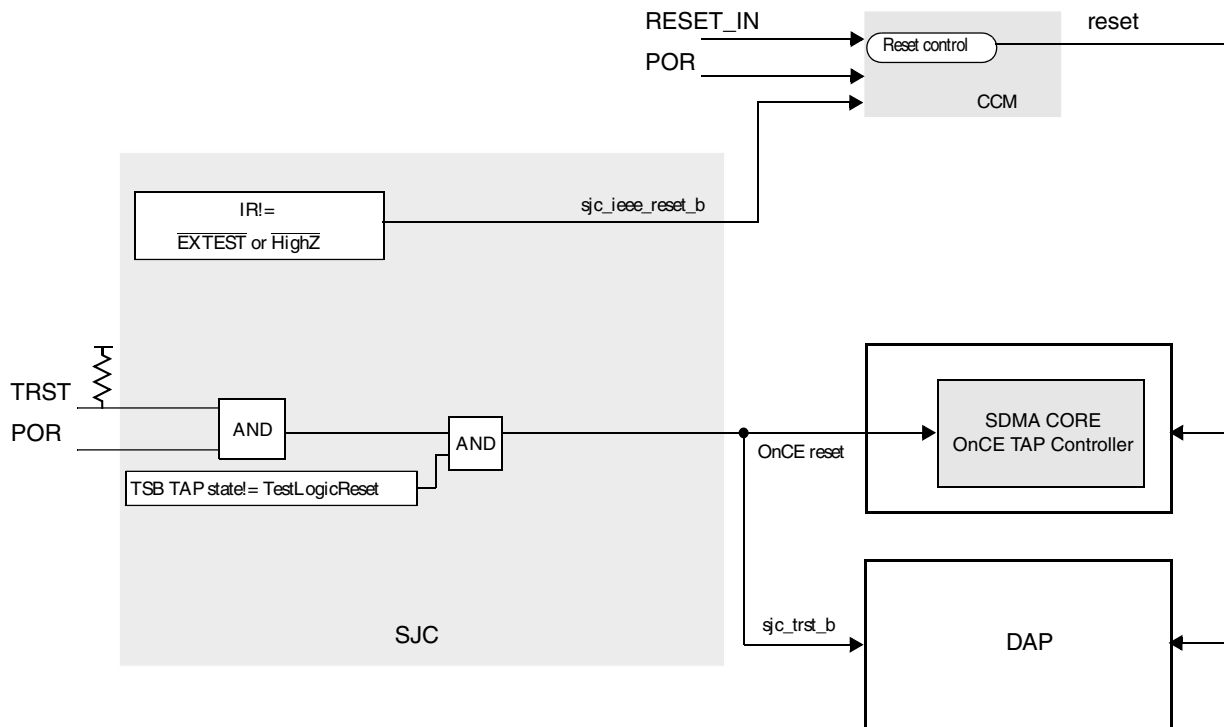 RESET_IN
reset
Reset control
POR
CCM
IR!=
sjc_ieee_reset_b
EXTEST or HighZ
TRST
POR
AND
AND
SDMA CORE
OnCE TAP Controller
OnCE reset
TSB TAP state!= TestLogicReset
sjc_trst_b
SJC
DAP